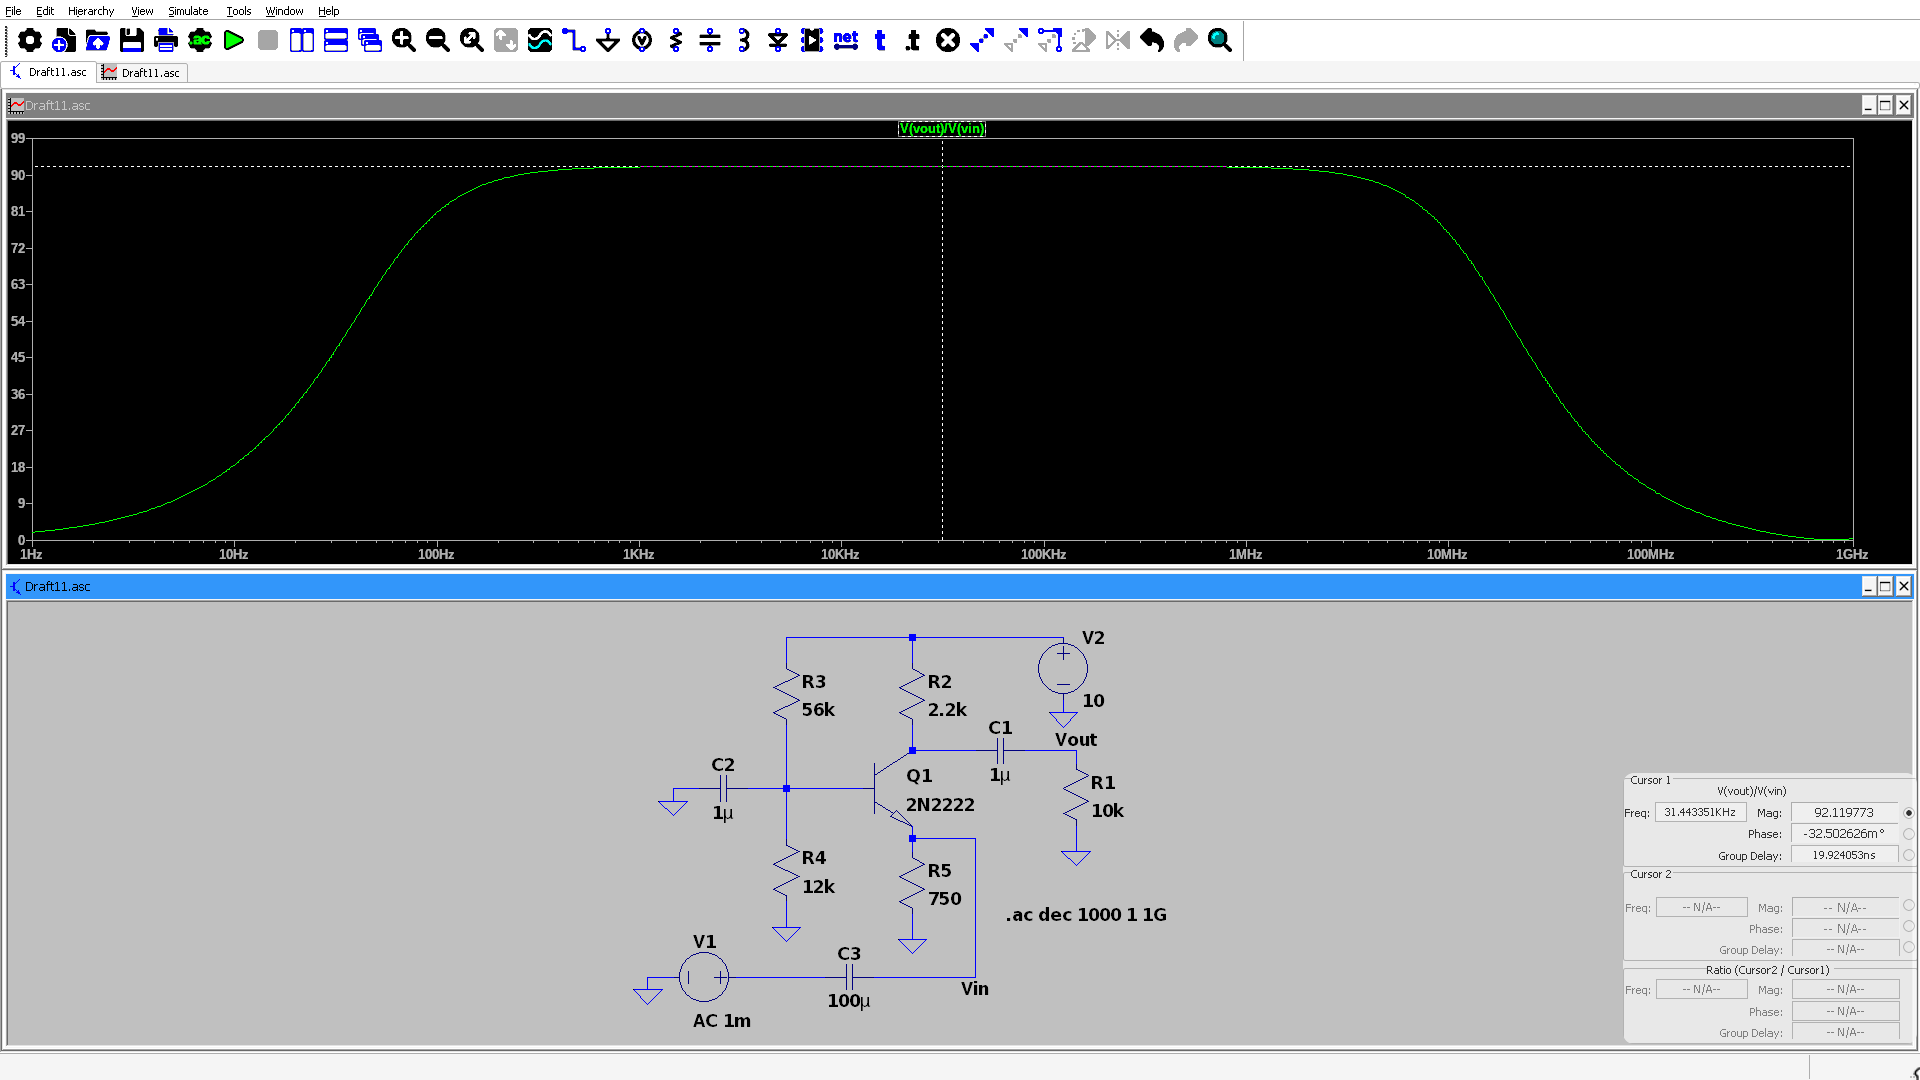 File Edit Hierarchy View Simulate Tools Window Help
.ac
net t .t
Draft11.asc Draft11.asc
Draft11.asc
V(vout)/V(vin)
99
90
81
72
63
54
45
36
27
18
9
0
1Hz 10Hz 100Hz 1KHz 10KHz 100KHz 1MHz 10MHz 100MHz 1GHz
Draft11.asc
V2
10
R3
56k
R2
2.2k
C1
1µ
Vout
C2
1µ
Q1
2N2222
R1
10k
R4
12k
R5
750
.ac dec 1000 1 1G
V1
AC 1m
C3
100µ
Vin
Cursor 1
V(vout)/V(vin)
Freq: 31.443351KHz Mag: 92.119773
Phase: -32.502626m°
Group Delay: 19.924053ns
Cursor 2
Freq: -- N/A-- Mag: -- N/A--
Phase: -- N/A--
Group Delay: -- N/A--
Ratio (Cursor2 / Cursor1)
Freq: -- N/A-- Mag: -- N/A--
Phase: -- N/A--
Group Delay: -- N/A--